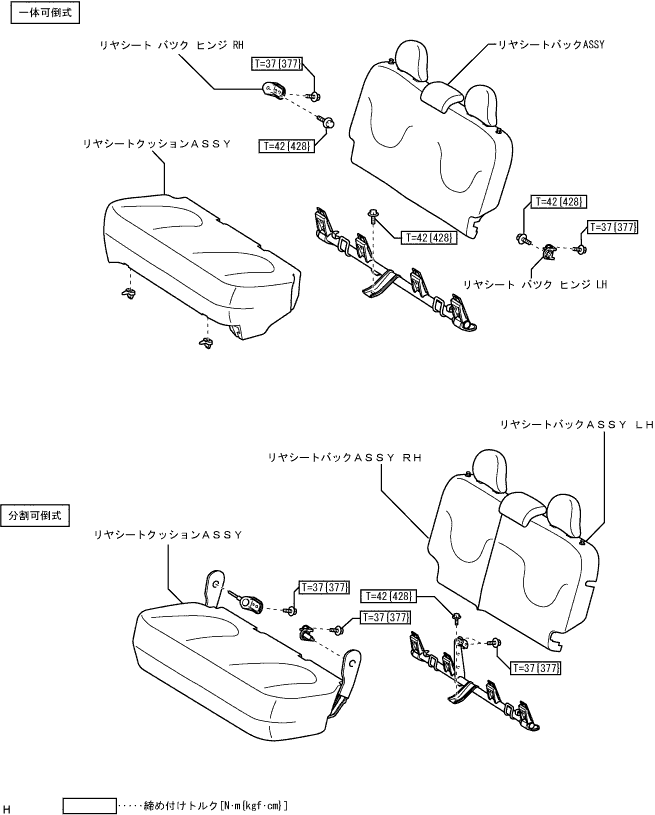 一体可倒式
リヤシート バツク ヒンジ RH
リヤシートバックASSY
T=37{377}
T=42{428}
リヤシートクッションＡＳＳＹ
T=42{428}
T=37{377}
T=42{428}
リヤシート バツク ヒンジ LH
リヤシートバックＡＳＳＹ ＬＨ
リヤシートバックＡＳＳＹ ＲＨ
分割可倒式
リヤシートクッションＡＳＳＹ
T=37{377}
T=42{428}
T=37{377}
T=37{377}
H
･････締め付けトルク[N･m{kgf･cm}]